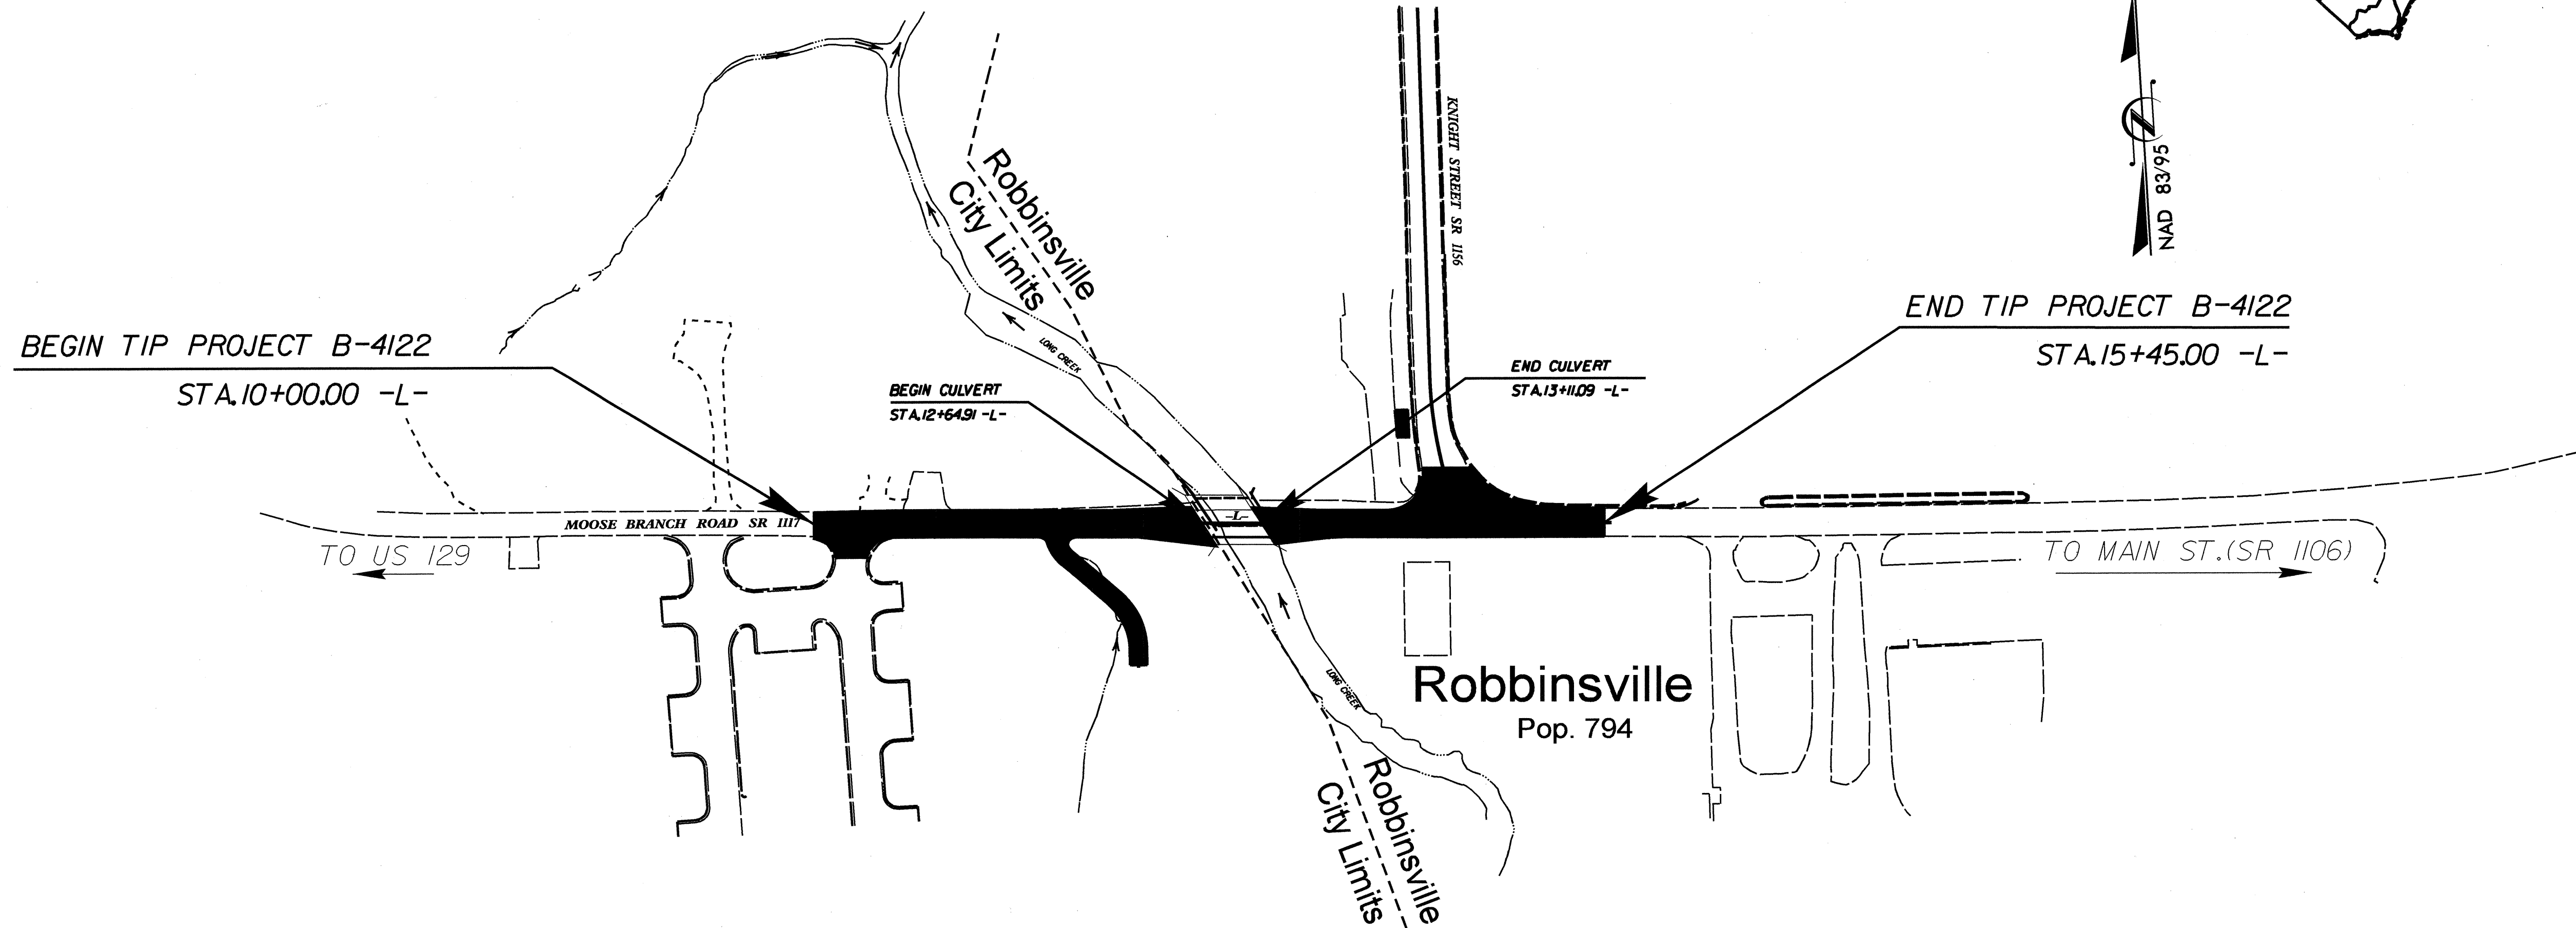 KNIGHT STREET SR 1156
NAD 83/95
Robbinsville
City Limits
BEGIN TIP PROJECT B-4122
STA.10+00.00 -L-
END TIP PROJECT B-4122
STA.15+45.00 -L-
LONG CREEK
BEGIN CULVERT
STA.12+64.91 -L-
END CULVERT
STA.13+11.09 -L-
-L-
MOOSE BRANCH ROAD SR 1117
TO US 129
TO MAIN ST.(SR 1106)
LONG CREEK
Robbinsville
Pop. 794
Robbinsville
City Limits